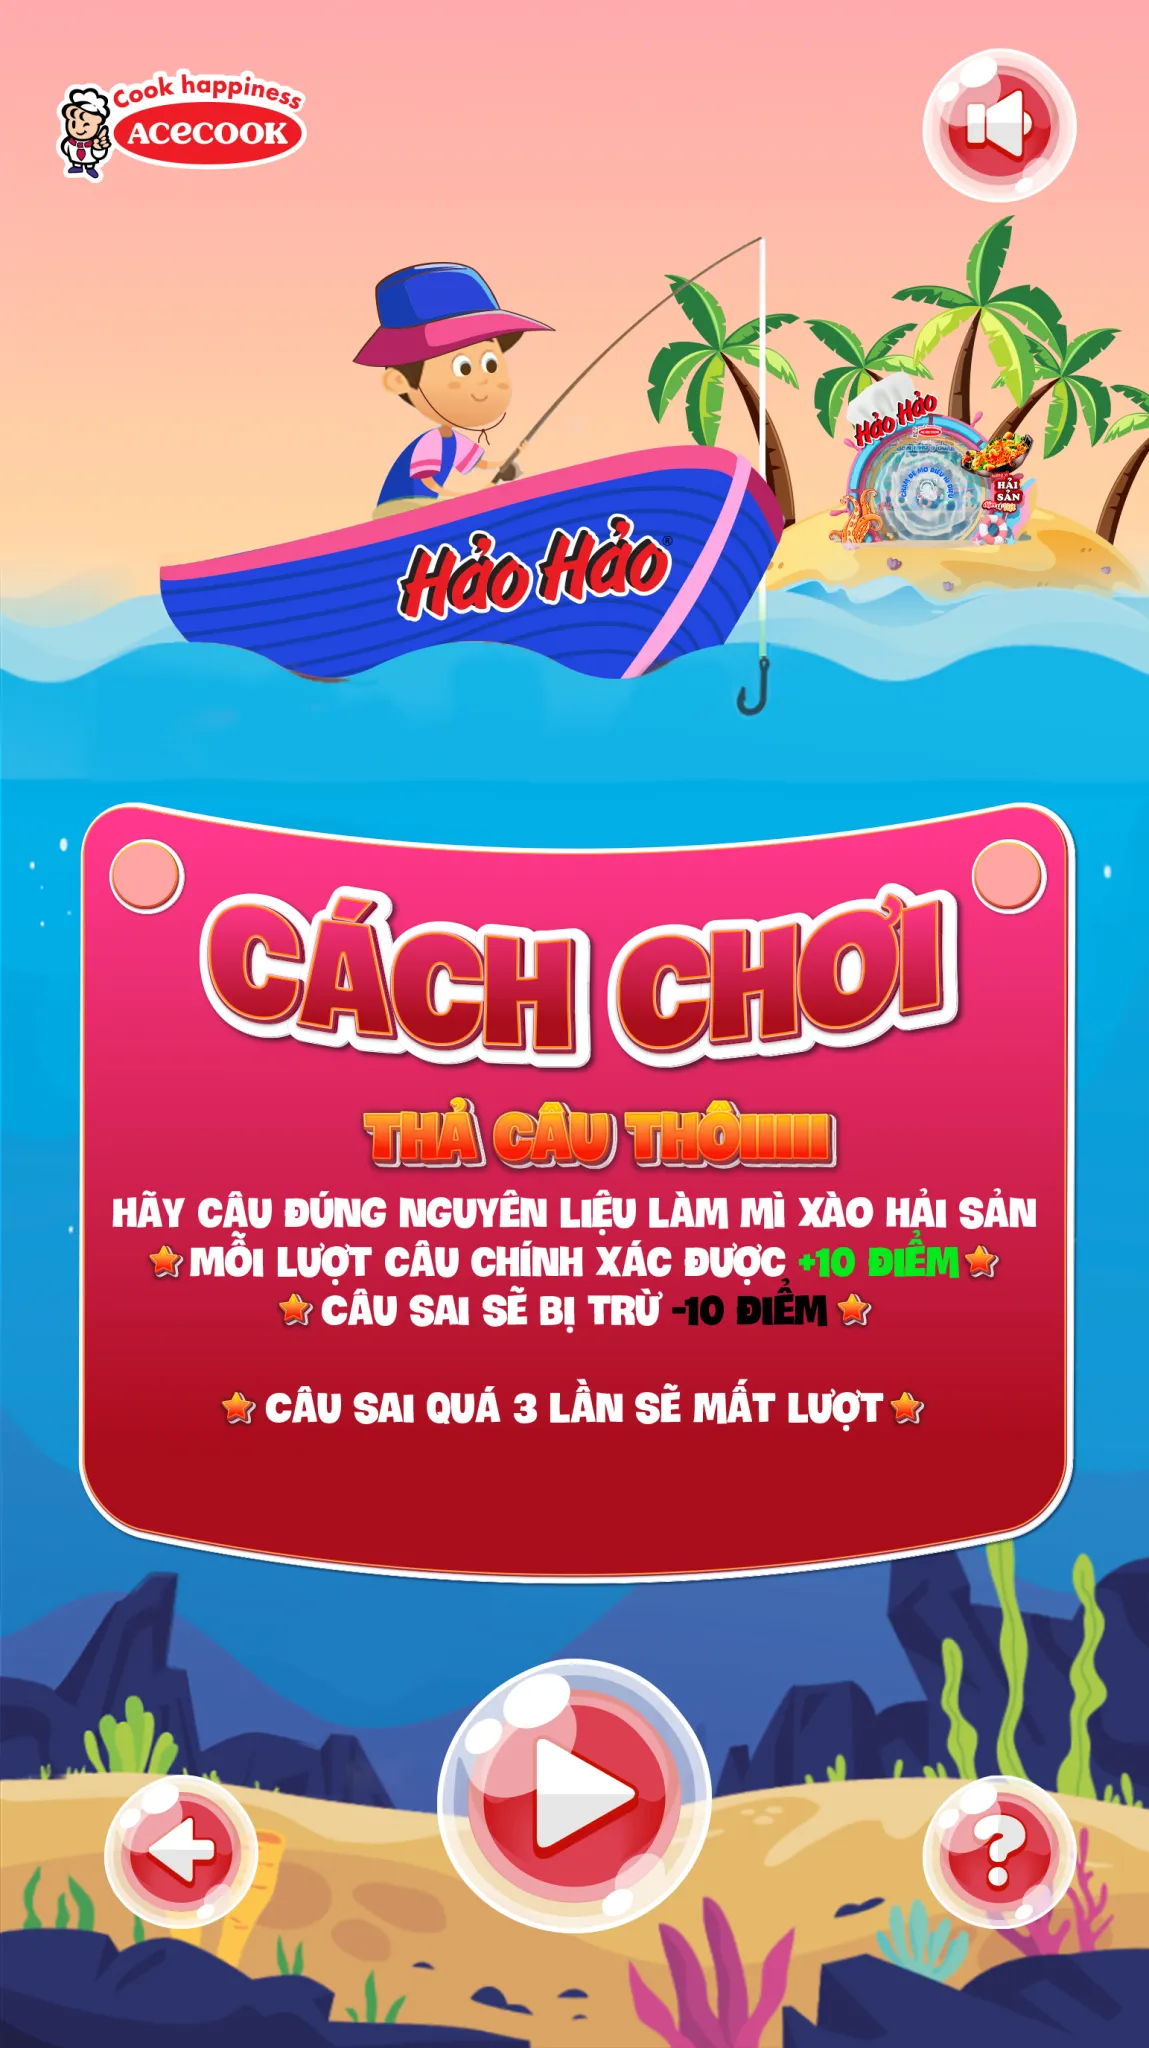 Cook happiness
ACECOOK
Hảo Hảo
HẢI
SẢN
Hảo Hảo®
CÁCH CHƠI
THẢ CÂU THÔIIIIII
HÃY CÂU ĐÚNG NGUYÊN LIỆU LÀM MÌ XÀO HẢI SẢN
MỖI LƯỢT CÂU CHÍNH XÁC ĐƯỢC +10 ĐIỂM
CÂU SAI SẼ BỊ TRỪ -10 ĐIỂM
CÂU SAI QUÁ 3 LẦN SẼ MẤT LƯỢT
?